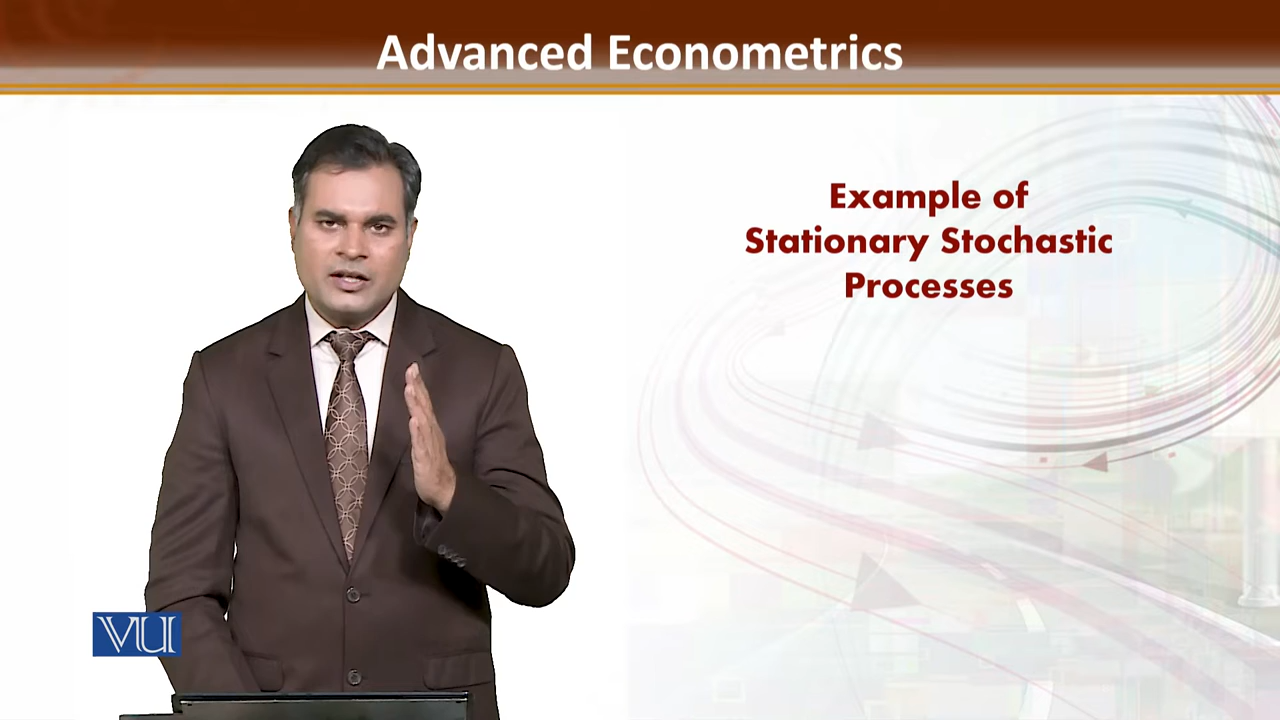 Advanced Econometrics
Example of
Stationary Stochastic
Processes
VU